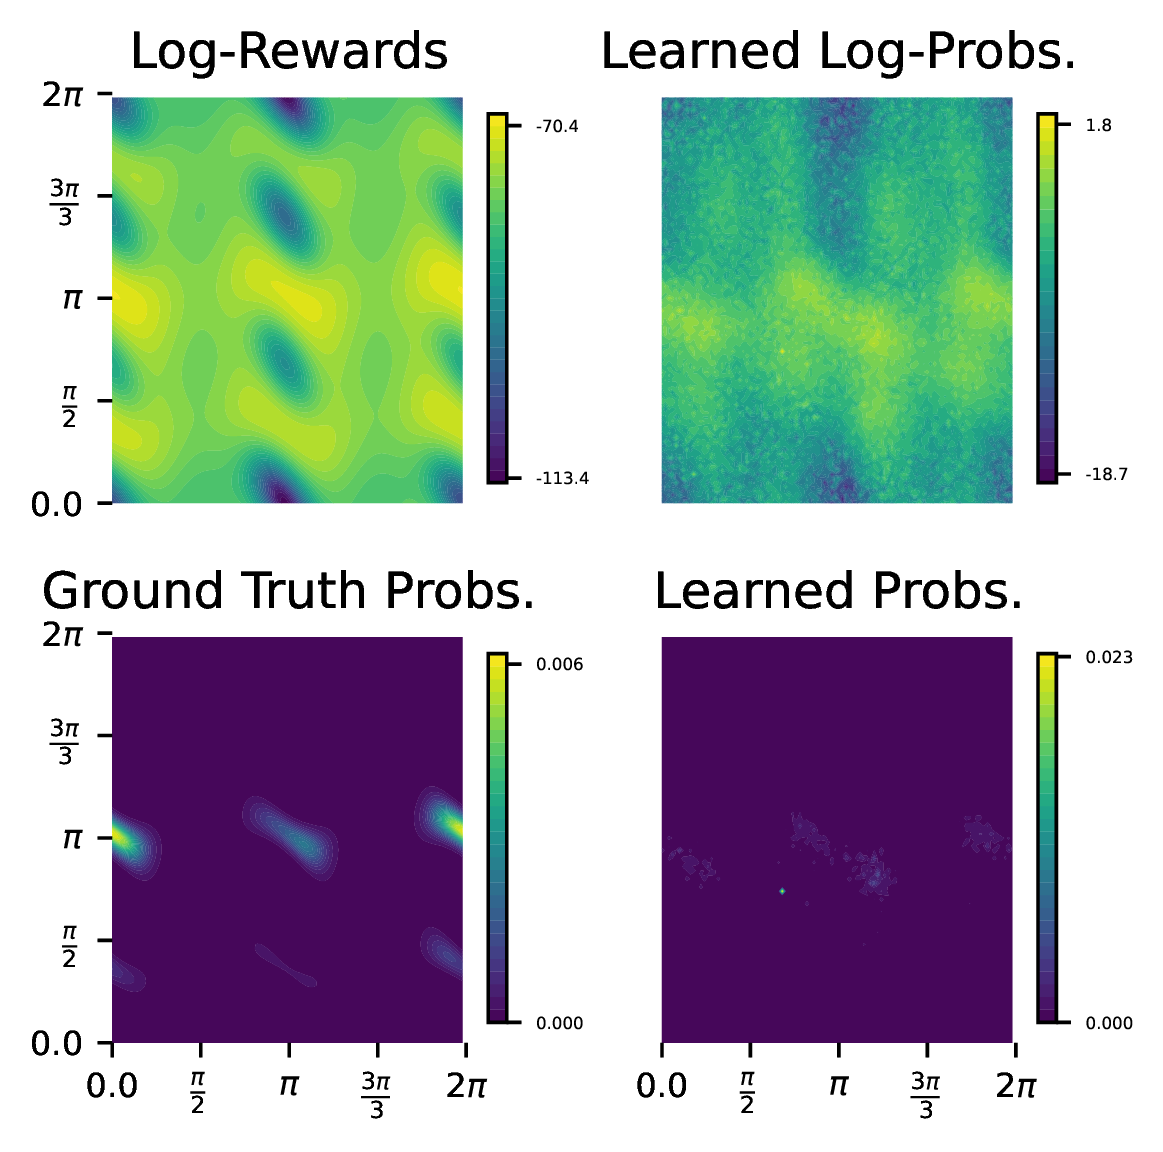 Log-Rewards
Learned Log-Probs.
2π
3π/3
π
π/2
0.0
-70.4
-113.4
1.8
-18.7
Ground Truth Probs.
Learned Probs.
2π
3π/3
π
π/2
0.0
0.006
0.000
0.023
0.000
0.0 π/2 π 3π/3 2π
0.0 π/2 π 3π/3 2π